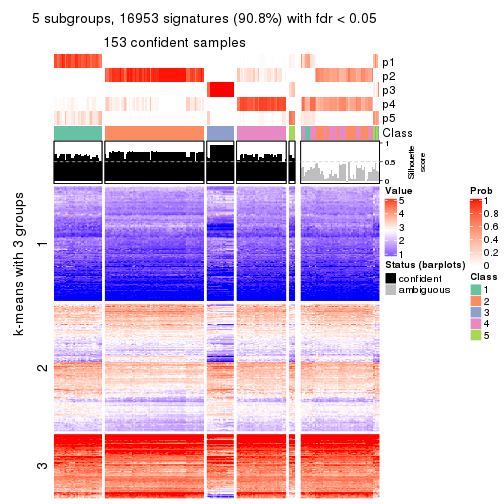 5 subgroups, 16953 signatures (90.8%) with fdr < 0.05
153 confident samples
p1
p2
p3
p4
p5
Class
1
0.5
0
Silhouette
score
k-means with 3 groups
1
2
3
Value
5
4
3
2
1
Status (barplots)
confident
ambiguous
Prob
1
0.8
0.6
0.4
0.2
0
Class
1
2
3
4
5